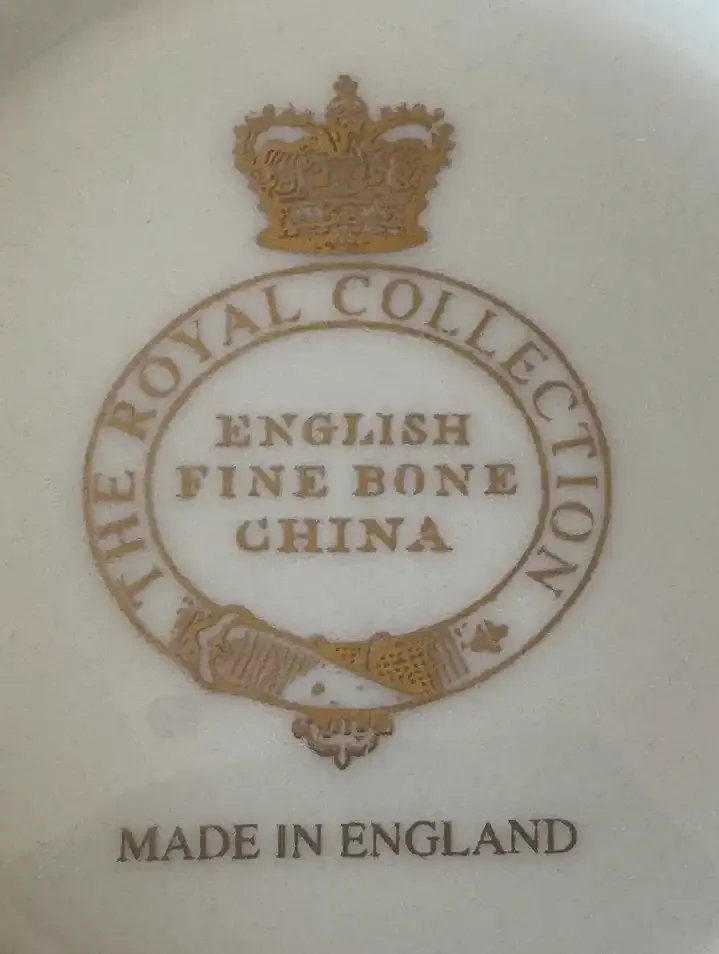 THE ROYAL COLLECTION
ENGLISH
FINE BONE
CHINA
MADE IN ENGLAND